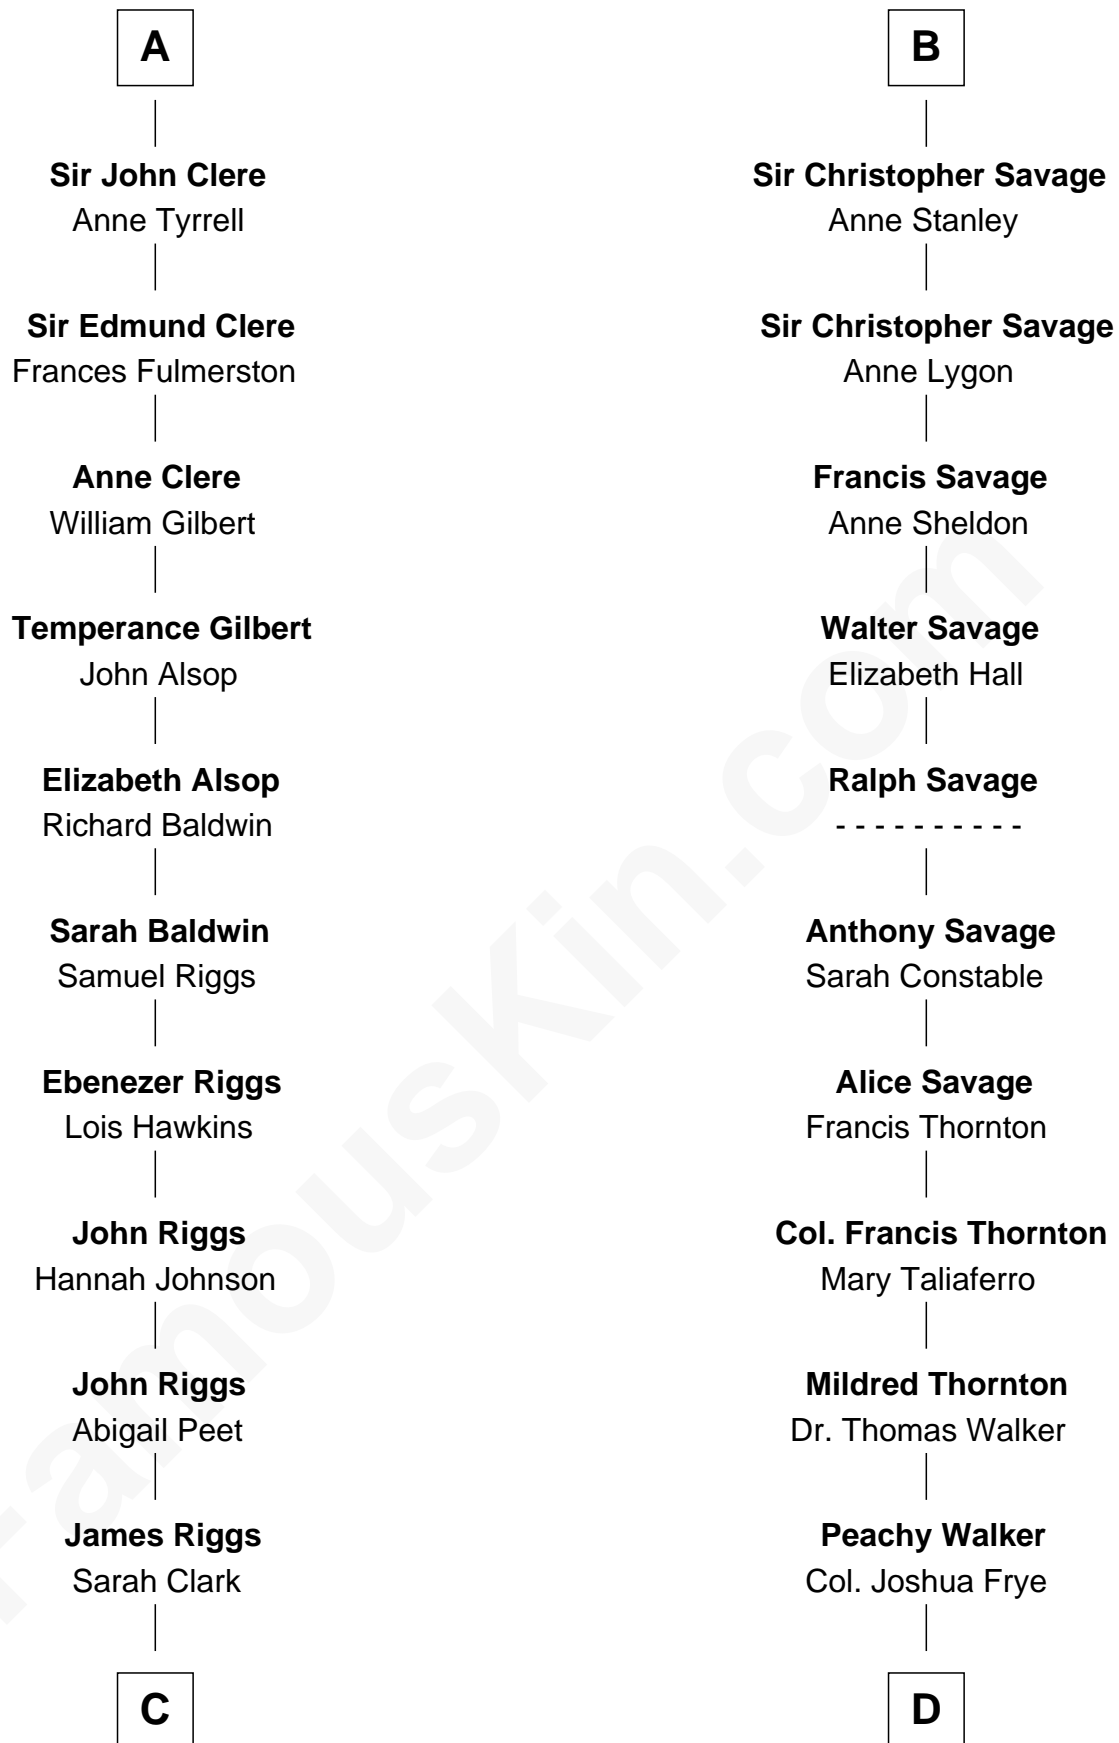 A
Sir John Clere
Anne Tyrrell
Sir Edmund Clere
Frances Fulmerston
Anne Clere
William Gilbert
Temperance Gilbert
John Alsop
Elizabeth Alsop
Richard Baldwin
Sarah Baldwin
Samuel Riggs
Ebenezer Riggs
Lois Hawkins
John Riggs
Hannah Johnson
John Riggs
Abigail Peet
James Riggs
Sarah Clark
C
B
Sir Christopher Savage
Anne Stanley
Sir Christopher Savage
Anne Lygon
Francis Savage
Anne Sheldon
Walter Savage
Elizabeth Hall
Ralph Savage
- - - - - - - - - -
Anthony Savage
Sarah Constable
Alice Savage
Francis Thornton
Col. Francis Thornton
Mary Taliaferro
Mildred Thornton
Dr. Thomas Walker
Peachy Walker
Col. Joshua Frye
D
FamousKin.com